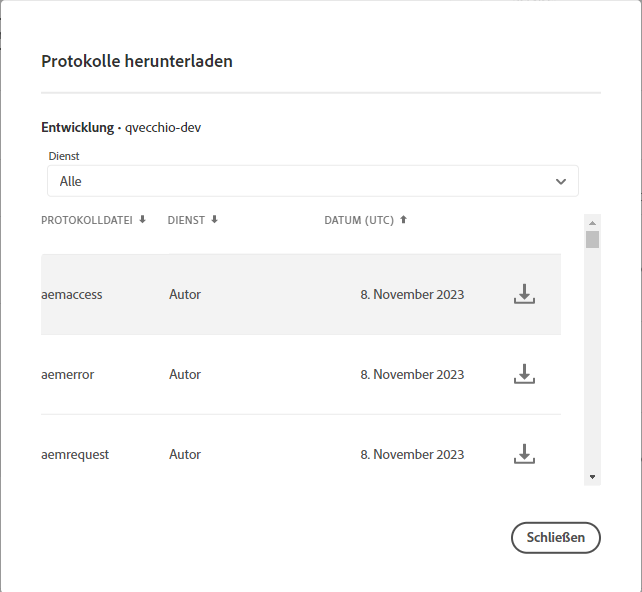 Protokolle herunterladen
Entwicklung • qvecchio-dev
Dienst
Alle
PROTOKOLLDATEI DIENST DATUM (UTC)
aemaccess Autor 8. November 2023
aemerror Autor 8. November 2023
aemrequest Autor 8. November 2023
Schließen